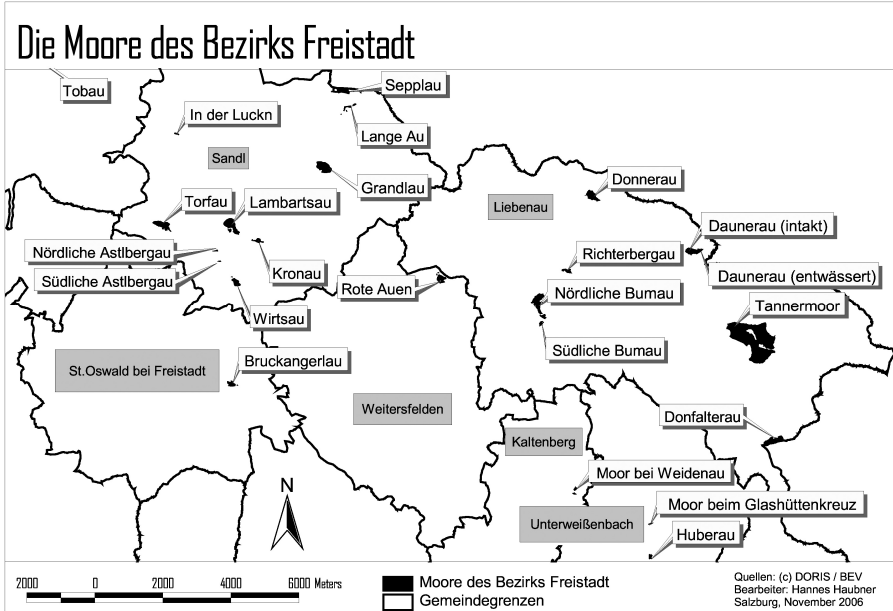 Die Moore des Bezirks Freistadt
Tobau
Sepplau
In der Luckn
Lange Au
Sandl
Grandlau
Donnerau
Torfau
Lambartsau
Liebenau
Daunerau (intakt)
Nördliche Astlbergau
Richterbergau
Südliche Astlbergau
Kronau
Rote Auen
Daunerau (entwässert)
Nördliche Bumau
Tannermoor
Wirtsau
Südliche Bumau
Bruckangerlau
St.Oswald bei Freistadt
Weitersfelden
Donfalterau
Kaltenberg
Moor bei Weidenau
N
Moor beim Glashüttenkreuz
Unterweißenbach
Huberau
2000 0 2000 4000 6000 Meters
Moore des Bezirks Freistadt
Gemeindegrenzen
Quellen: (c) DORIS / BEV
Bearbeiter: Hannes Haubner
Salzburg, November 2006